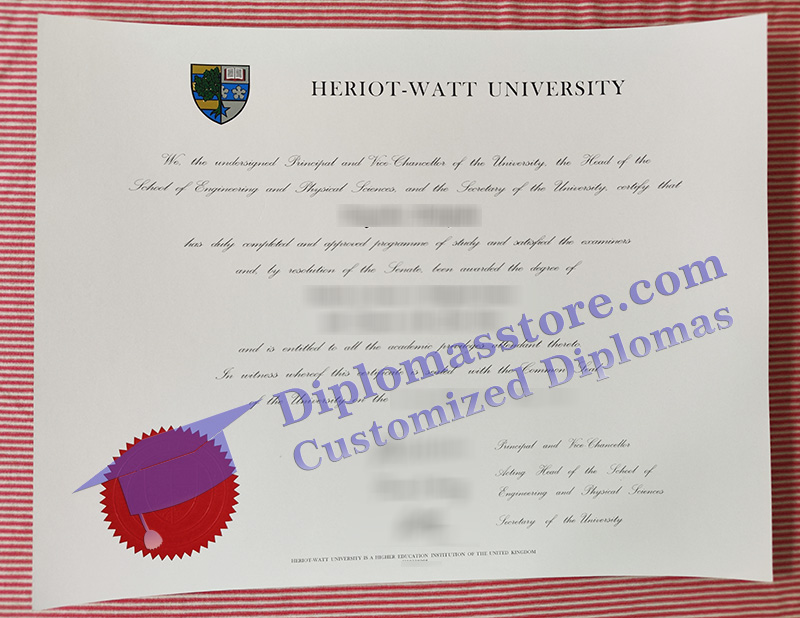 HERIOT-WATT UNIVERSITY
We, the undersigned Principal and Vice-Chancellor of the University, the Head of the
School of Engineering and Physical Sciences, and the Secretary of the University, certify that
has duly completed and approved programme of study and satisfied the examiners
and, by resolution of the Senate, been awarded the degree of
and is entitled to all the academic privileges attendant thereto.
In witness whereof this certificate is sealed with the Common Seal
of the University on the
Diplomasstore.com
Customized Diplomas
Principal and Vice-Chancellor
Acting Head of the School of
Engineering and Physical Sciences
Secretary of the University
HERIOT-WATT UNIVERSITY IS A HIGHER EDUCATION INSTITUTION OF THE UNITED KINGDOM